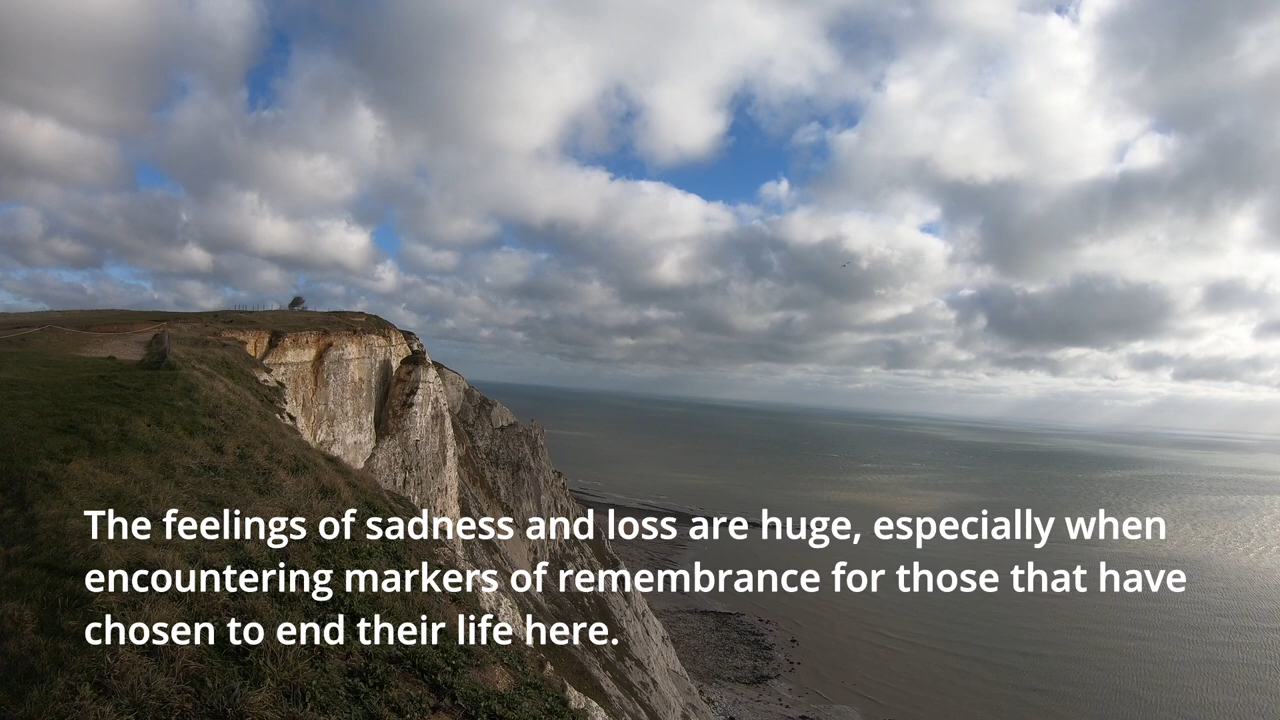 The feelings of sadness and loss are huge, especially when
encountering markers of remembrance for those that have
chosen to end their life here.